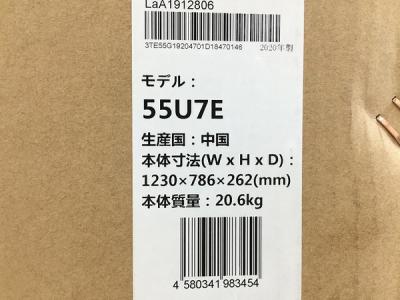 LaA1912806
3TE55G19204701D18470146
2020年製
モデル：
55U7E
生産国：中国
本体寸法(W x H x D)：
1230×786×262(mm)
本体質量：20.6kg
4 580341 983454